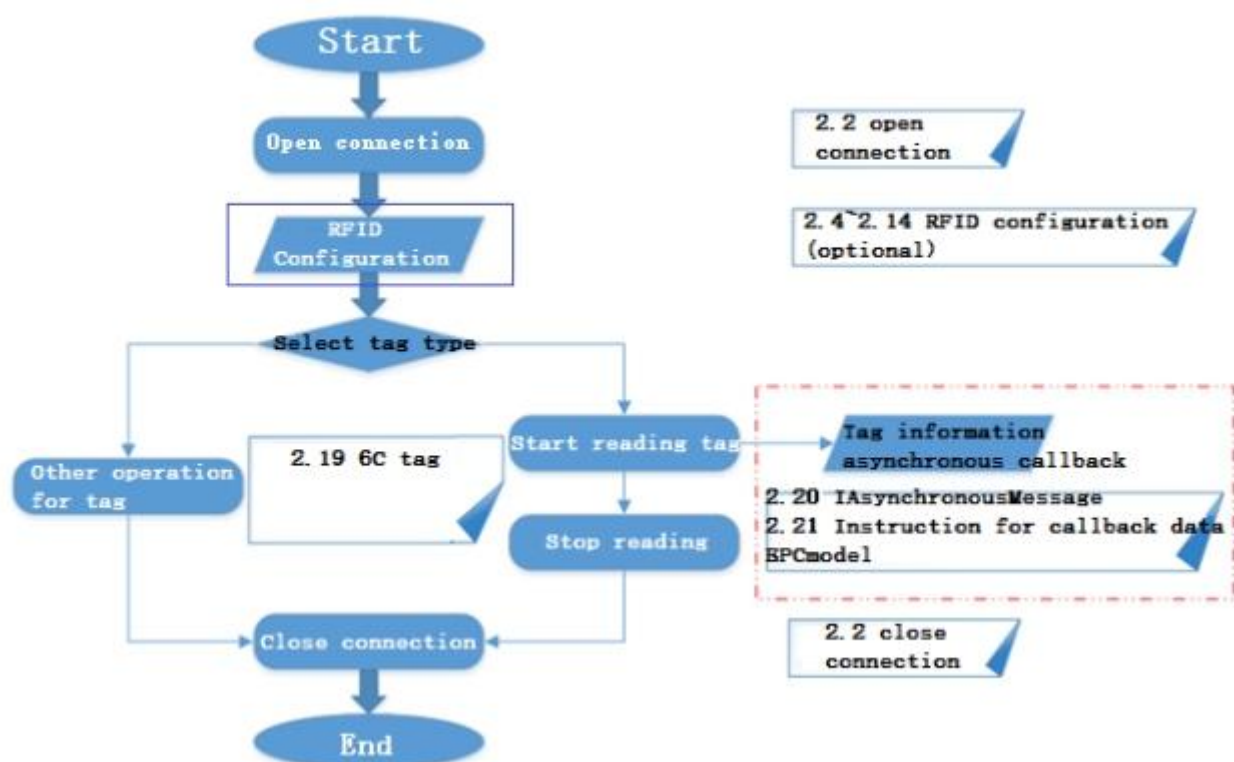 Start
Open connection
2.2 open
connection
RFID
Configuration
2.4~2.14 RFID configuration
(optional)
Select tag type
Other operation
for tag
2.19 6C tag
Start reading tag
Tag information
asynchronous callback
2.20 IAsynchronousMessage
2.21 Instruction for callback data
EPCmodel
Stop reading
Close connection
2.2 close
connection
End